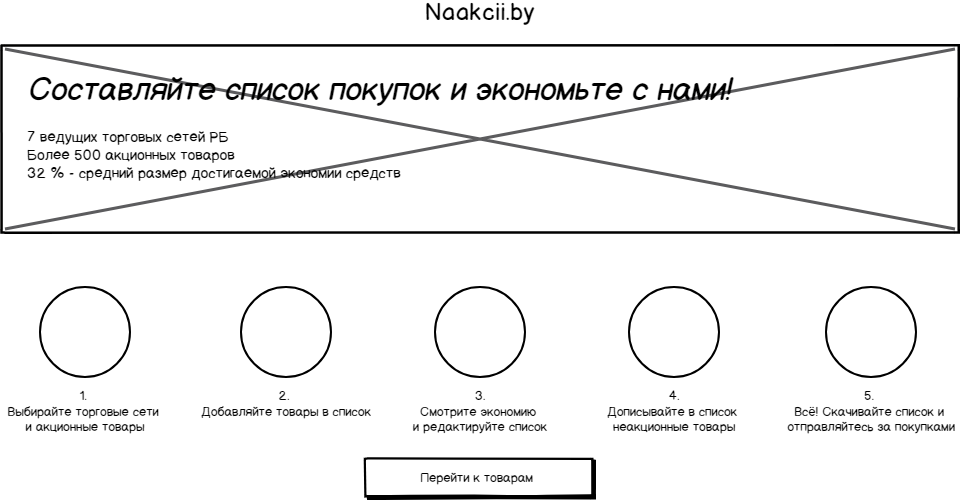 Naakcii.by
Составляйте список покупок и экономьте с нами!
7 ведущих торговых сетей РБ
Более 500 акционных товаров
32 % - средний размер достигаемой экономии средств
1.
Выбирайте торговые сети
и акционные товары
2.
Добавляйте товары в список
3.
Смотрите экономию
и редактируйте список
4.
Дописывайте в список
неакционные товары
5.
Всё! Скачивайте список и
отправляйтесь за покупками
Перейти к товарам